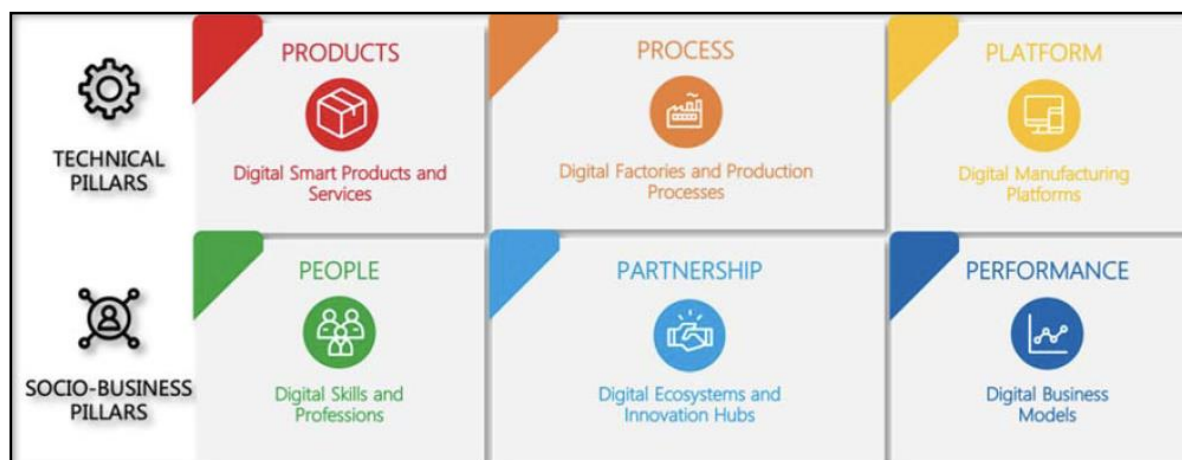 TECHNICAL
PILLARS
PRODUCTS
Digital Smart Products and
Services
PROCESS
Digital Factories and Production
Processes
PLATFORM
Digital Manufacturing
Platforms
SOCIO-BUSINESS
PILLARS
PEOPLE
Digital Skills and
Professions
PARTNERSHIP
Digital Ecosystems and
Innovation Hubs
PERFORMANCE
Digital Business
Models